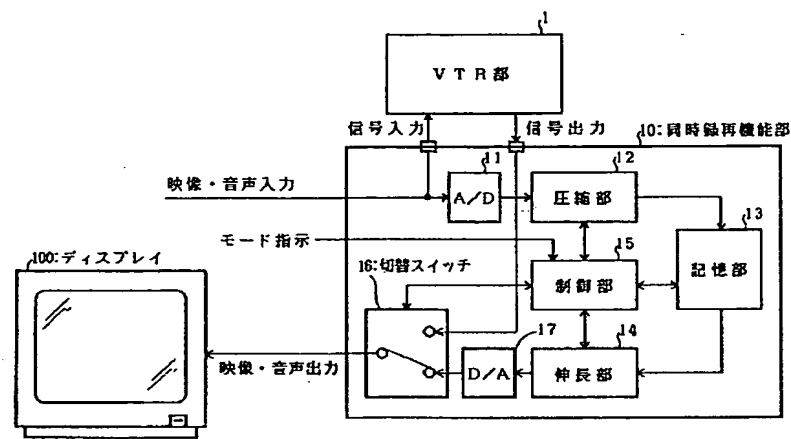 1
VTR部
信号入力
信号出力
10:同時録再機能部
11
12
映像・音声入力
A/D
圧縮部
13
モード指示
15
記憶部
100:ディスプレイ
16:切替スイッチ
制御部
17
14
映像・音声出力
D/A
伸長部